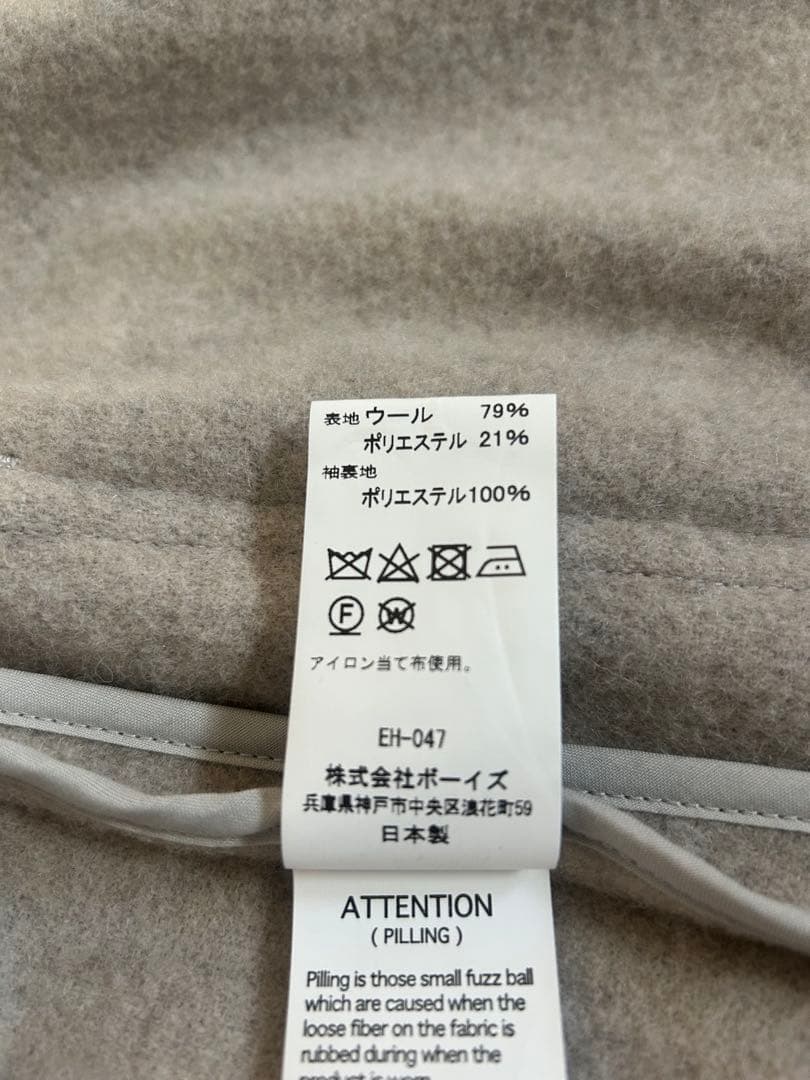 表地 ウール 79%
ポリエステル 21%
袖裏地
ポリエステル100%
F W
アイロン当て布使用。
EH-047
株式会社ボーイズ
兵庫県神戸市中央区浪花町59
日本製
ATTENTION
( PILLING )
Pilling is those small fuzz ball
which are caused when the
loose fiber on the fabric is
rubbed during when the
product is worn